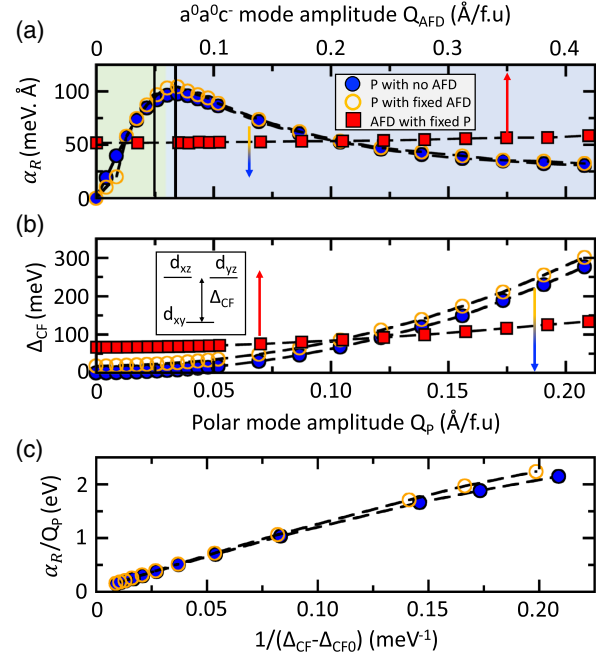 a⁰a⁰c⁻ mode amplitude Q_AFD (Å/f.u)
(a) 0 0.1 0.2 0.3 0.4
α_R (meV. Å)
100
50
0
P with no AFD
P with fixed AFD
AFD with fixed P
(b)
Δ_CF (meV)
300
200
100
0
d_xz d_yz
Δ_CF
d_xy
0 0.05 0.10 0.15 0.20
Polar mode amplitude Q_P (Å/f.u)
(c)
α_R/Q_P (eV)
2
1
0
0 0.05 0.10 0.15 0.20
1/(Δ_CF-Δ_CF0) (meV⁻¹)